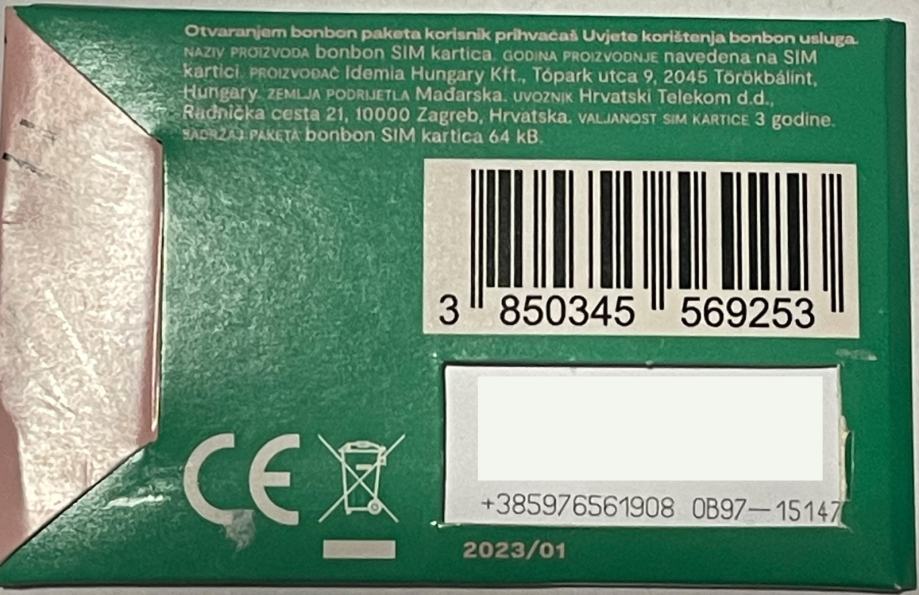 Otvaranjem bonbon paketa korisnik prihvaćaš Uvjete korištenja bonbon usluga.
NAZIV PROIZVODA bonbon SIM kartica. GODINA PROIZVODNJE navedena na SIM
kartici. PROIZVOĐAČ Idemia Hungary Kft., Tópark utca 9, 2045 Törökbálint,
Hungary. ZEMLJA PODRIJETLA Mađarska. UVOZNIK Hrvatski Telekom d.d.,
Radnička cesta 21, 10000 Zagreb, Hrvatska. VALJANOST SIM KARTICE 3 godine.
SADRŽAJ PAKETA bonbon SIM kartica 64 kB.
3 850345 569253
+385976561908 0B97-15147
CE
2023/01